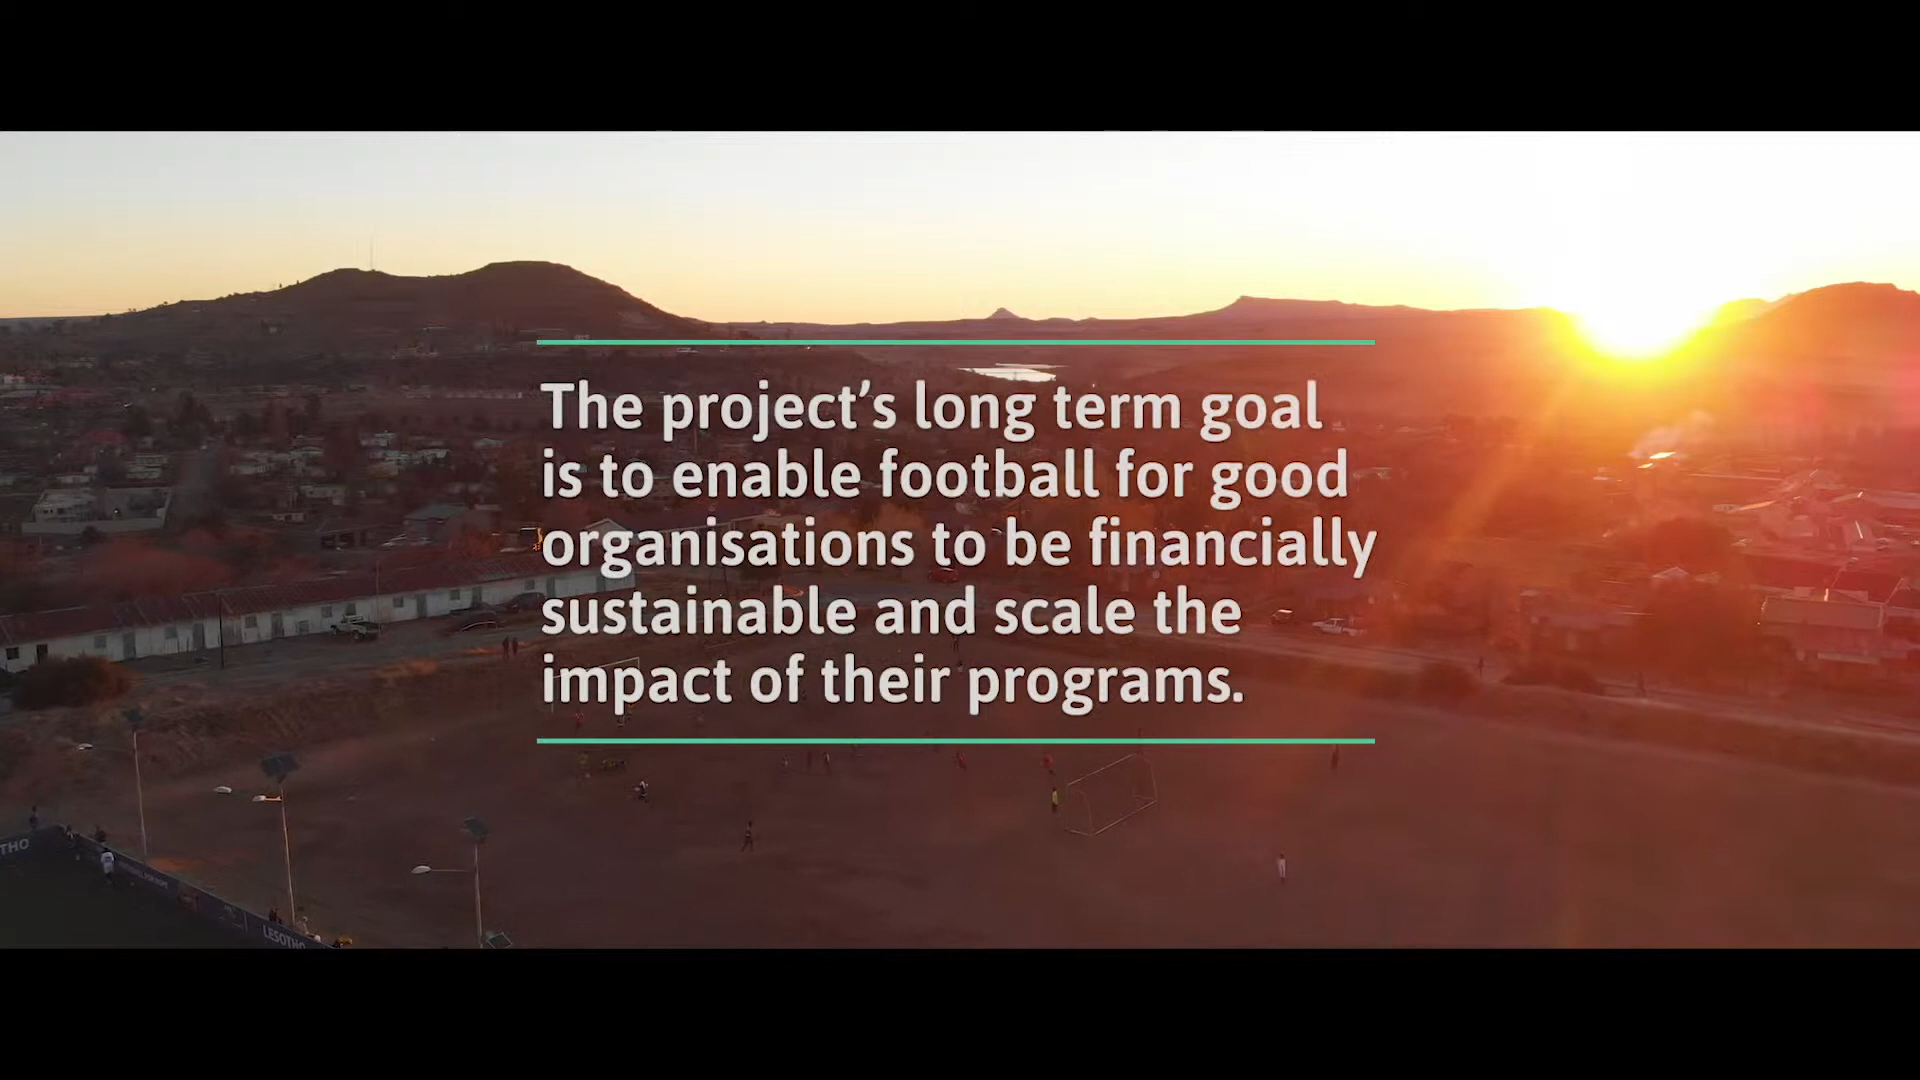 The project’s long term goal
is to enable football for good
organisations to be financially
sustainable and scale the
impact of their programs.
THO
LESOTHO